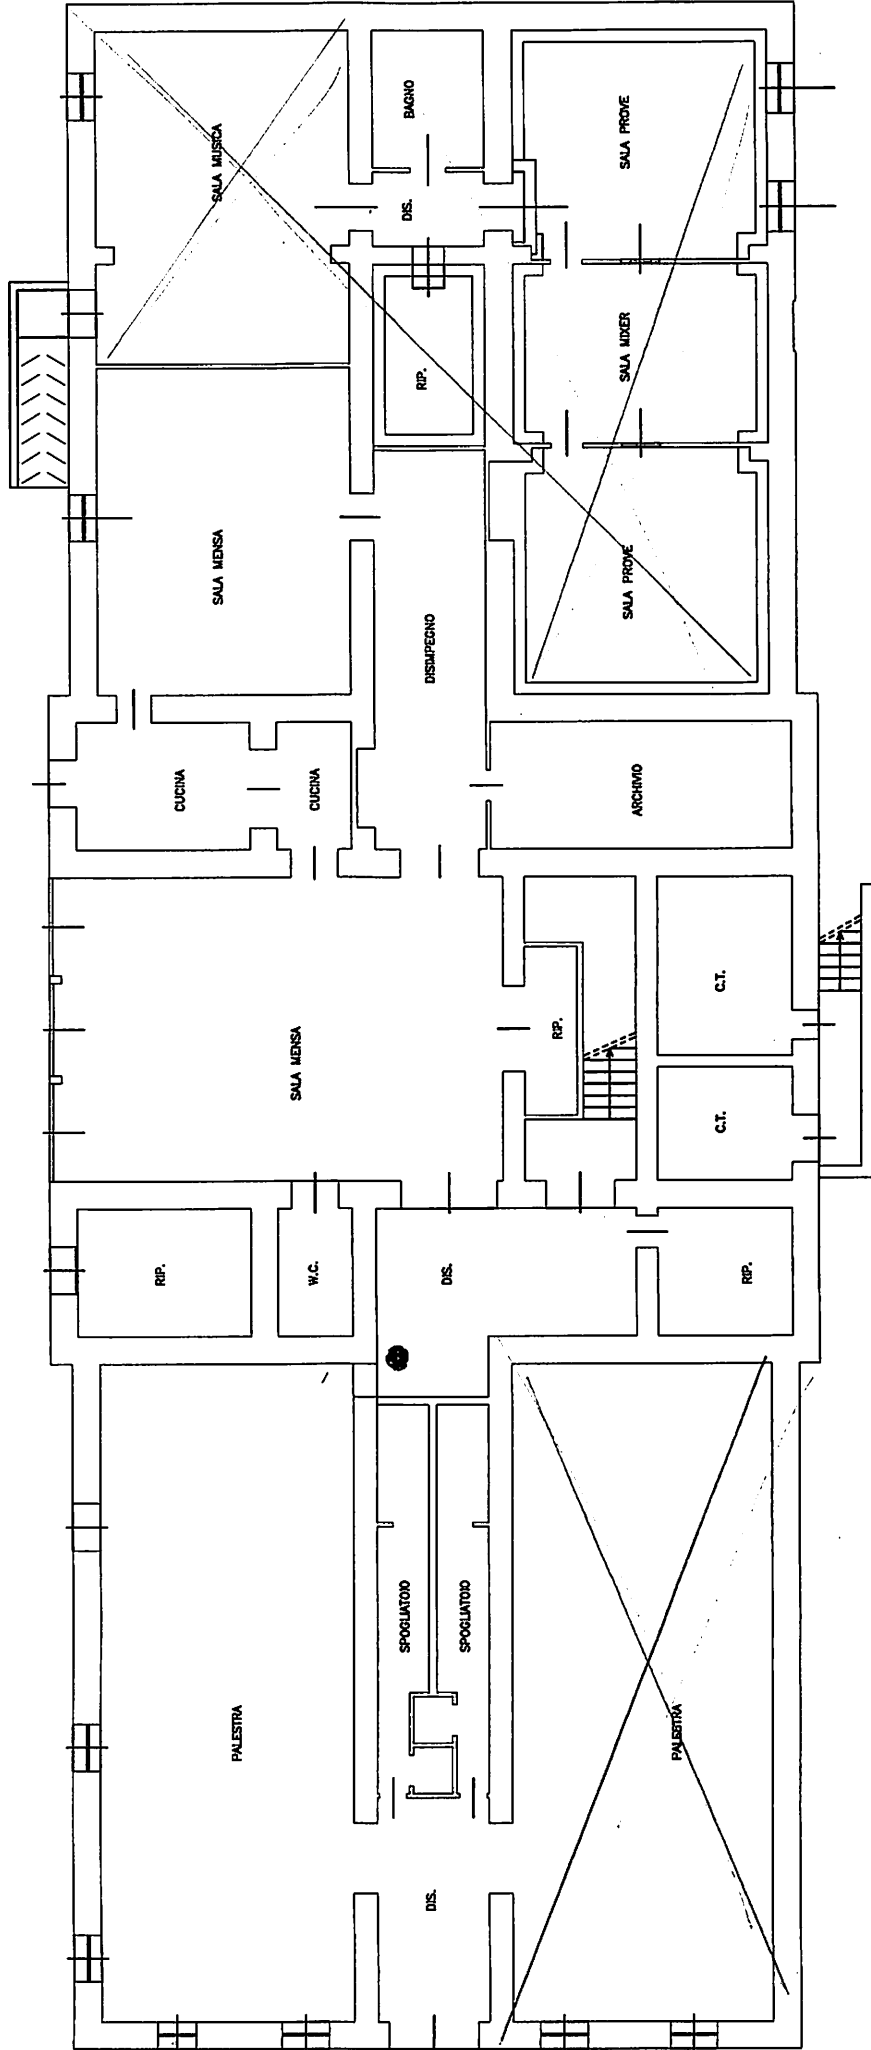 SALA MUSICA
BAGNO
SALA PROVE
DIS.
RIP.
SALA MIXER
SALA MENSA
SALA PROVE
DISIMPEGNO
CUCINA
CUCINA
ARCHIVIO
SALA MENSA
RIP.
C.T.
C.T.
RIP.
W.C.
DIS.
RIP.
SPOGLIATOIO
SPOGLIATOIO
PALESTRA
PALESTRA
DIS.